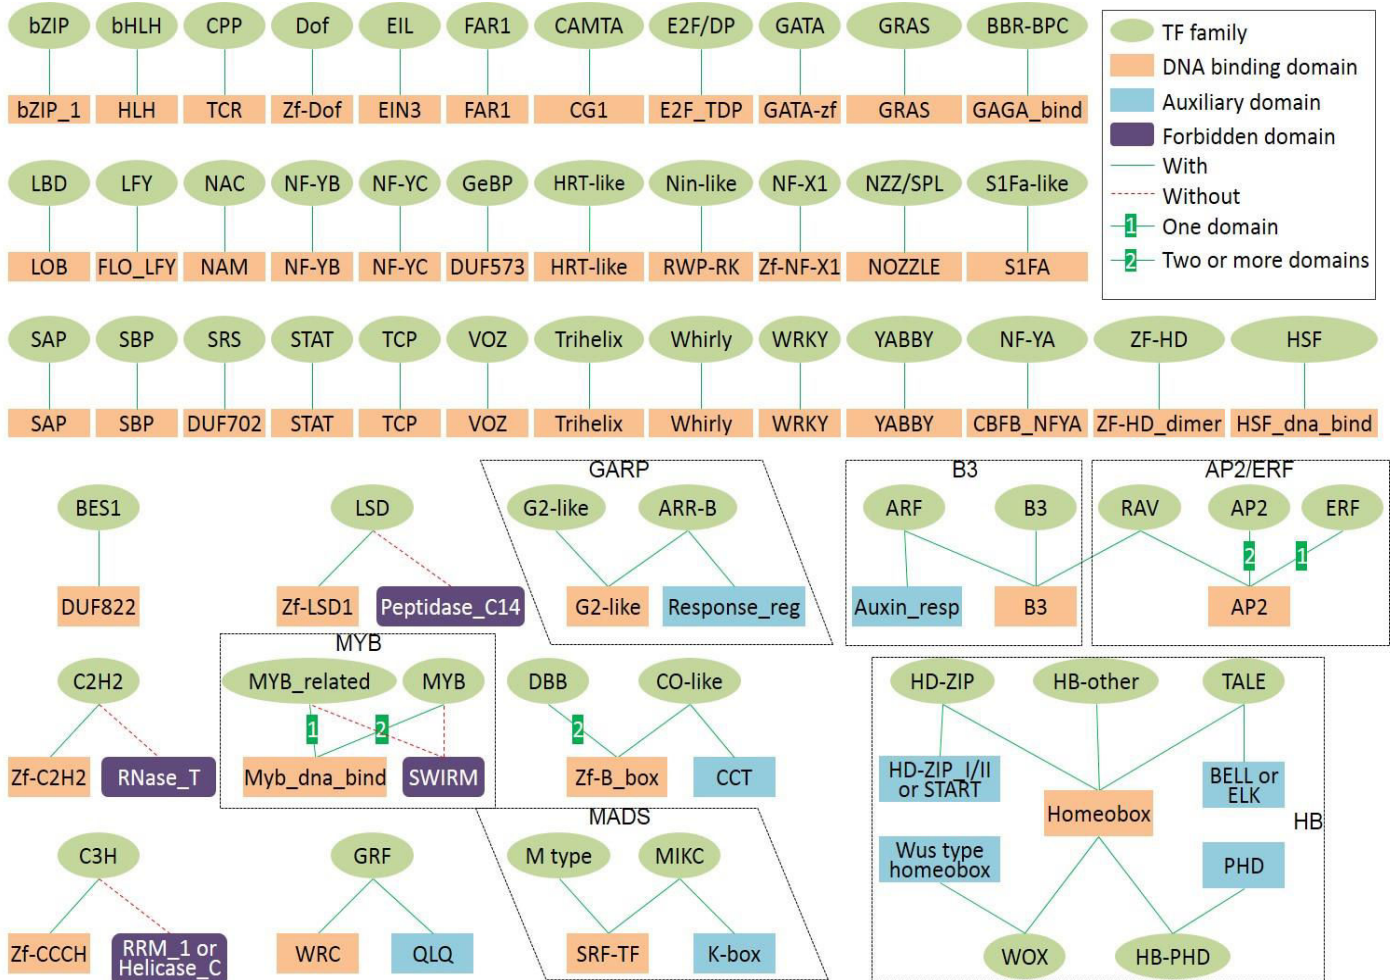 bZIP bHLH CPP Dof EIL FAR1 CAMTA E2F/DP GATA GRAS BBR-BPC
bZIP_1 HLH TCR Zf-Dof EIN3 FAR1 CG1 E2F_TDP GATA-zf GRAS GAGA_bind
TF family
DNA binding domain
Auxiliary domain
Forbidden domain
With
Without
1 One domain
2 Two or more domains
LBD LFY NAC NF-YB NF-YC GeBP HRT-like Nin-like NF-X1 NZZ/SPL S1Fa-like
LOB FLO_LFY NAM NF-YB NF-YC DUF573 HRT-like RWP-RK Zf-NF-X1 NOZZLE S1FA
SAP SBP SRS STAT TCP VOZ Trihelix Whirly WRKY YABBY NF-YA ZF-HD HSF
SAP SBP DUF702 STAT TCP VOZ Trihelix Whirly WRKY YABBY CBFB_NFYA ZF-HD_dimer HSF_dna_bind
GARP B3 AP2/ERF
BES1 LSD G2-like ARR-B ARF B3 RAV AP2 ERF
2 1
DUF822 Zf-LSD1 Peptidase_C14 G2-like Response_reg Auxin_resp B3 AP2
MYB
C2H2 MYB_related MYB DBB CO-like HD-ZIP HB-other TALE
1 2 2
Zf-C2H2 RNase_T Myb_dna_bind SWIRM Zf-B_box CCT
HD-ZIP_I/II
or START
BELL or
ELK
Homeobox
HB
MADS
C3H GRF M type MIKC
Wus type
homeobox
PHD
Zf-CCCH
RRM_1 or
Helicase_C
WRC QLQ SRF-TF K-box WOX HB-PHD